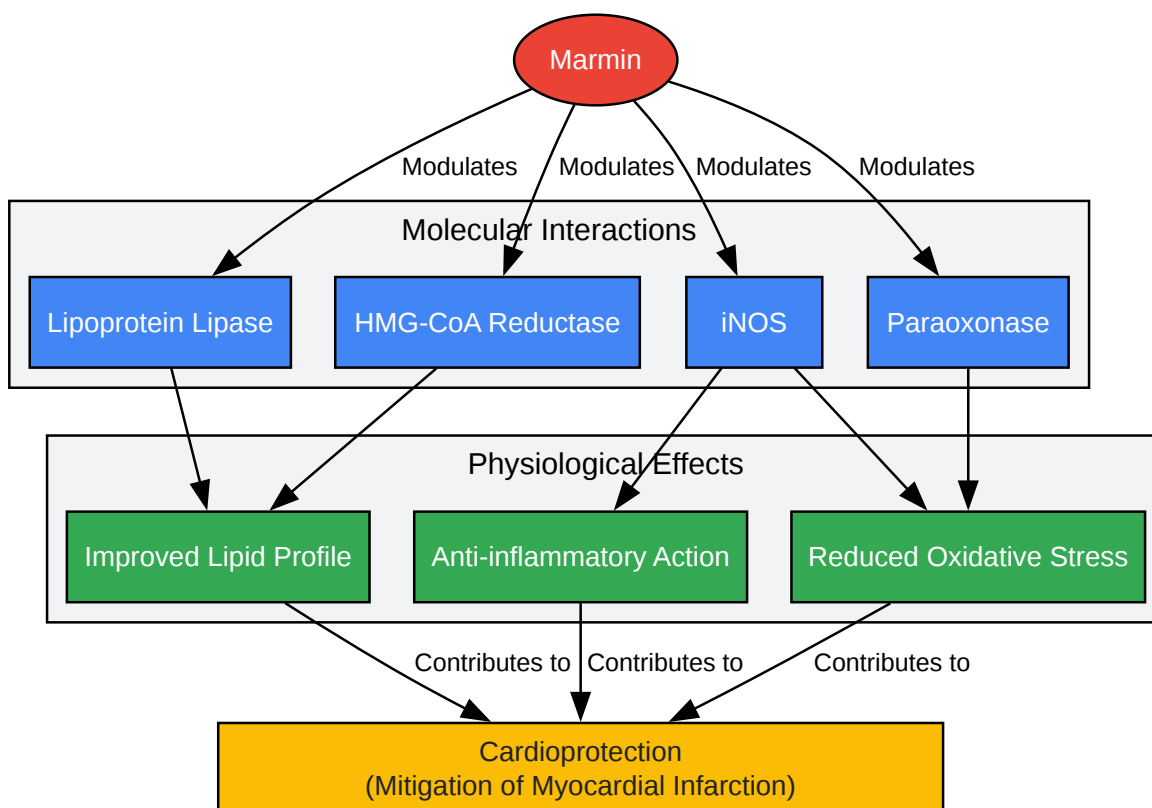 Marmin
Modulates
Modulates
Modulates
Modulates
Molecular Interactions
Lipoprotein Lipase
HMG-CoA Reductase
iNOS
Paraoxonase
Physiological Effects
Improved Lipid Profile
Anti-inflammatory Action
Reduced Oxidative Stress
Contributes to
Contributes to
Contributes to
Cardioprotection
(Mitigation of Myocardial Infarction)